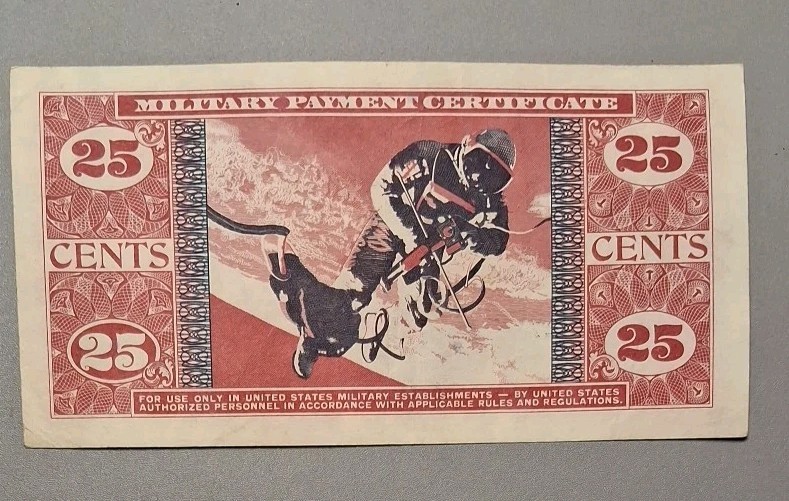 MILITARY PAYMENT CERTIFICATE
25
25
CENTS
CENTS
25
25
FOR USE ONLY IN UNITED STATES MILITARY ESTABLISHMENTS — BY UNITED STATES
AUTHORIZED PERSONNEL IN ACCORDANCE WITH APPLICABLE RULES AND REGULATIONS.